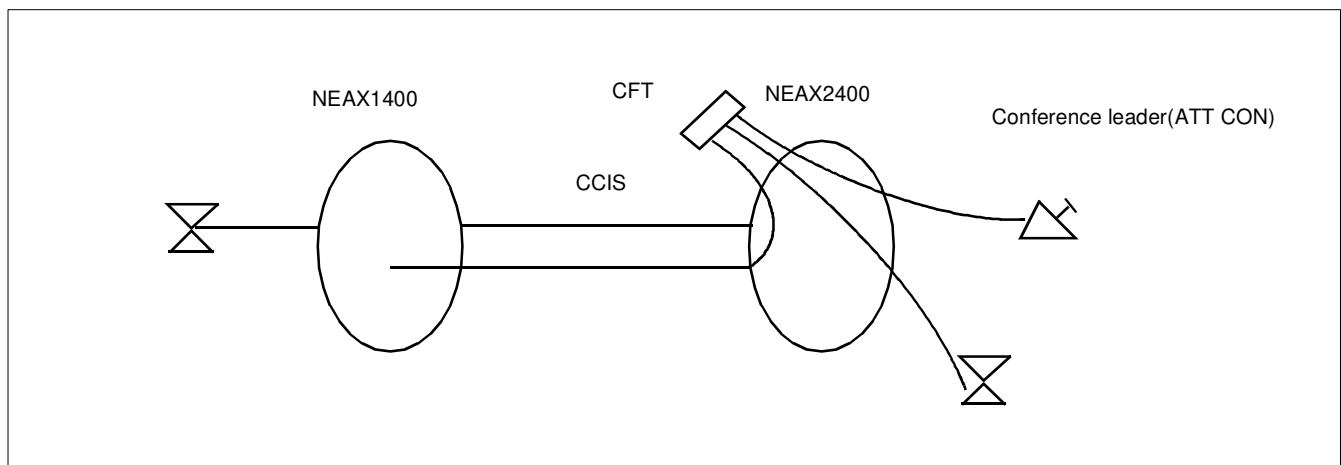 NEAX1400
CFT
NEAX2400
Conference leader(ATT CON)
CCIS